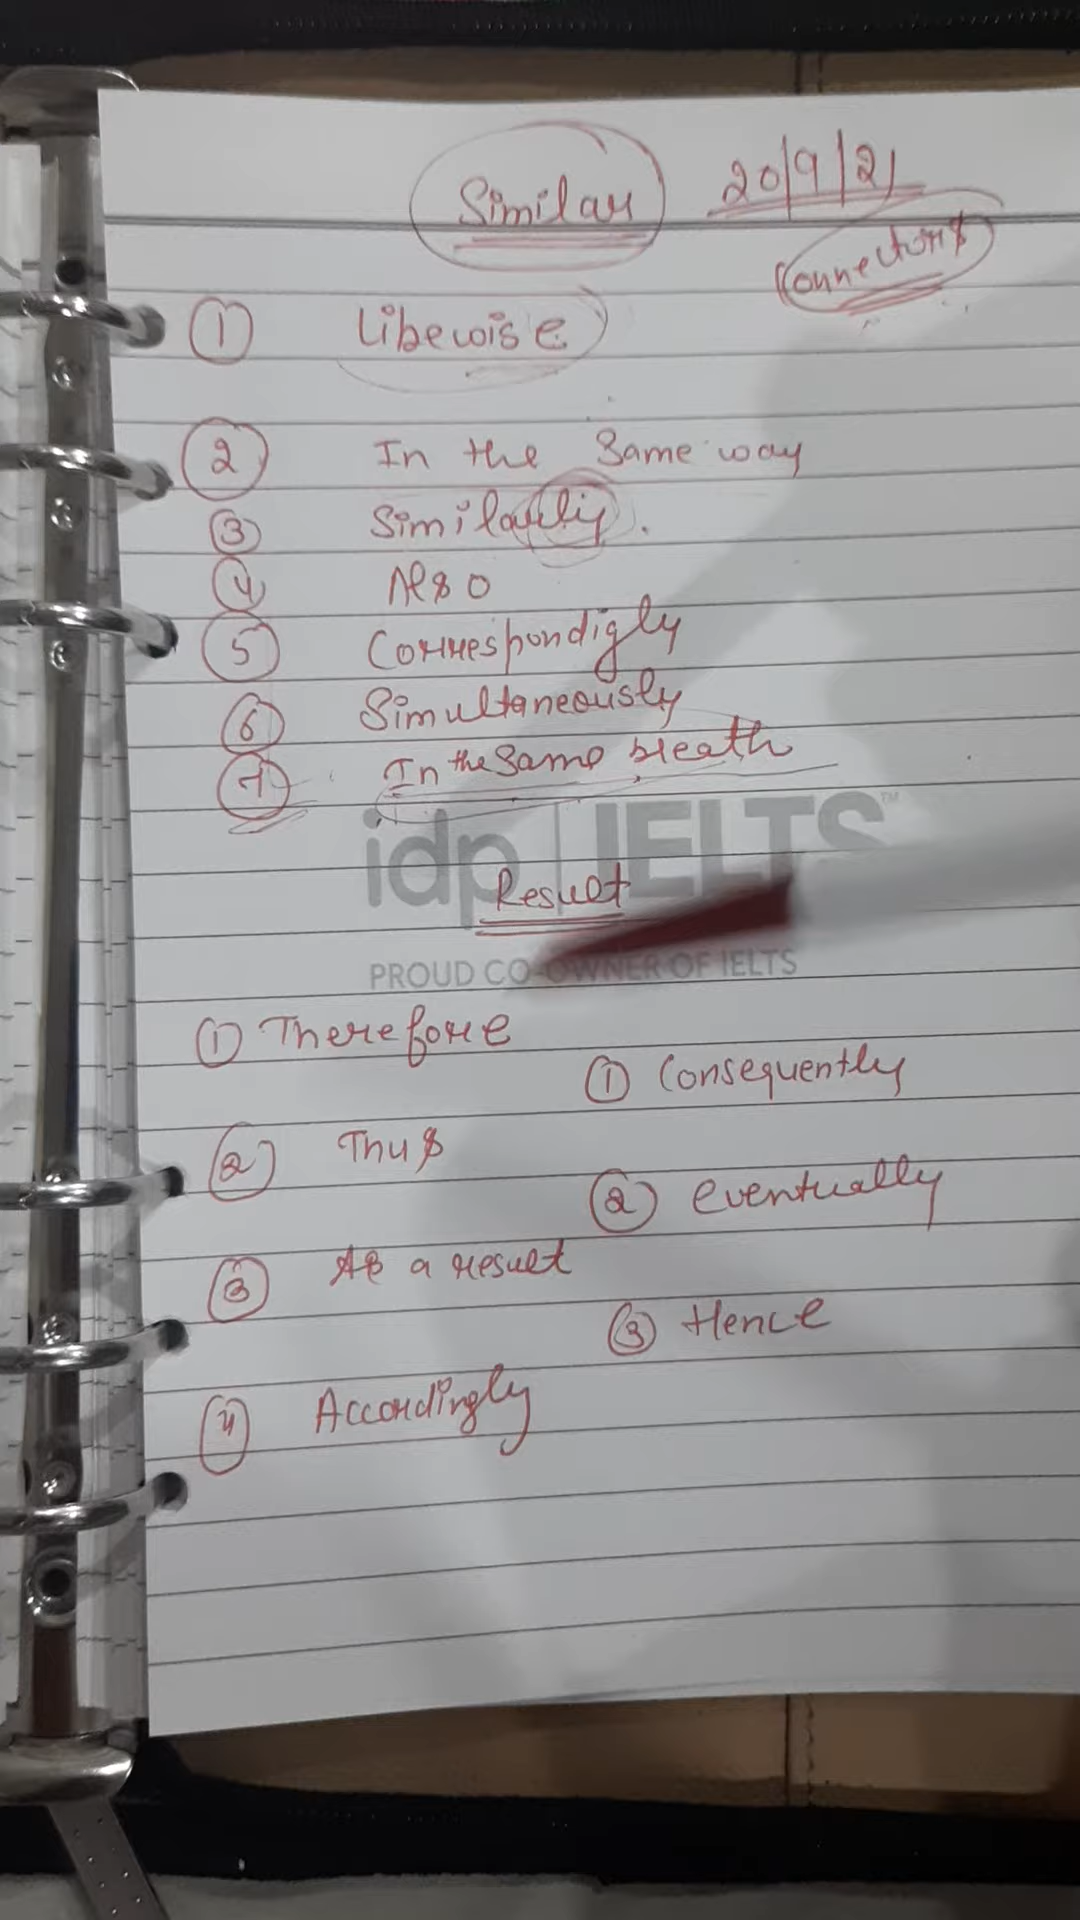 Similar 20/9/21
Connectors
① Likewise
② In the same way
③ Similarly.
④ Also
⑤ Correspondigly
⑥ Simultaneously
⑦ In the same breath
idp IELTS™
Result
PROUD CO-OWNER OF IELTS
① Therefore
① Consequently
② Thus
② eventually
③ As a result
③ Hence
④ Accordingly